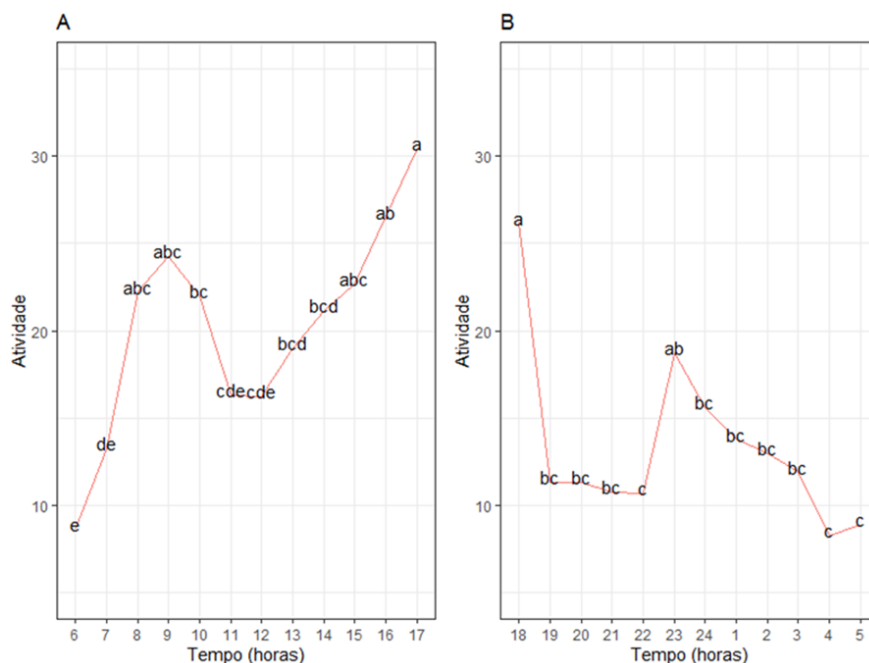 A
Atividade
30
20
10
e
de
abc
abc
bc
cde
cde
bcd
bcd
abc
ab
a
6 7 8 9 10 11 12 13 14 15 16 17
Tempo (horas)
B
Atividade
30
20
10
a
bc
bc
bc
c
ab
bc
bc
bc
bc
c
c
18 19 20 21 22 23 24 1 2 3 4 5
Tempo (horas)